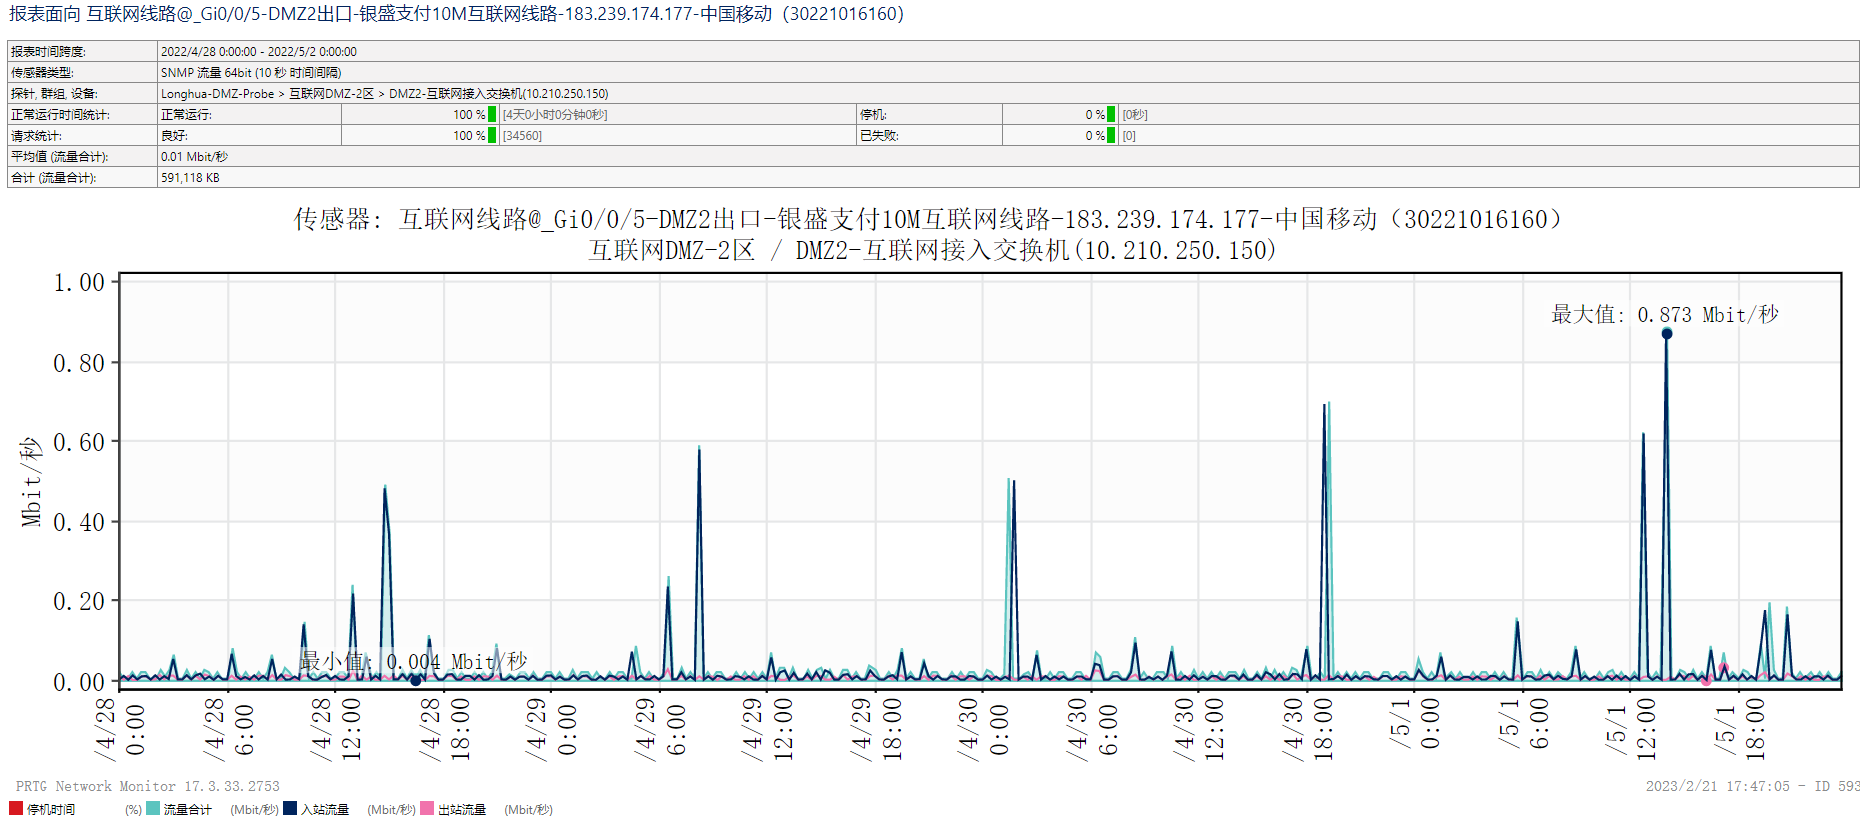 报表面向 互联网线路@_Gi0/0/5-DMZ2出口-银盛支付10M互联网线路-183.239.174.177-中国移动（30221016160）
报表时间跨度: 2022/4/28 0:00:00 - 2022/5/2 0:00:00
传感器类型: SNMP 流量 64bit (10 秒 时间间隔)
探针, 群组, 设备: Longhua-DMZ-Probe > 互联网DMZ-2区 > DMZ2-互联网接入交换机(10.210.250.150)
正常运行时间统计: 正常运行: 100 % [4天0小时0分钟0秒] 停机: 0 % [0秒]
请求统计: 良好: 100 % [34560] 已失败: 0 % [0]
平均值 (流量合计): 0.01 Mbit/秒
合计 (流量合计): 591,118 KB
传感器: 互联网线路@_Gi0/0/5-DMZ2出口-银盛支付10M互联网线路-183.239.174.177-中国移动（30221016160）
互联网DMZ-2区 / DMZ2-互联网接入交换机(10.210.250.150)
Mbit/秒
1.00
0.80
0.60
0.40
0.20
0.00
最大值: 0.873 Mbit/秒
最小值: 0.004 Mbit/秒
/4/28 0:00
/4/28 6:00
/4/28 12:00
/4/28 18:00
/4/29 0:00
/4/29 6:00
/4/29 12:00
/4/29 18:00
/4/30 0:00
/4/30 6:00
/4/30 12:00
/4/30 18:00
/5/1 0:00
/5/1 6:00
/5/1 12:00
/5/1 18:00
PRTG Network Monitor 17.3.33.2753
2023/2/21 17:47:05 - ID 593
停机时间 (%) 流量合计 (Mbit/秒) 入站流量 (Mbit/秒) 出站流量 (Mbit/秒)